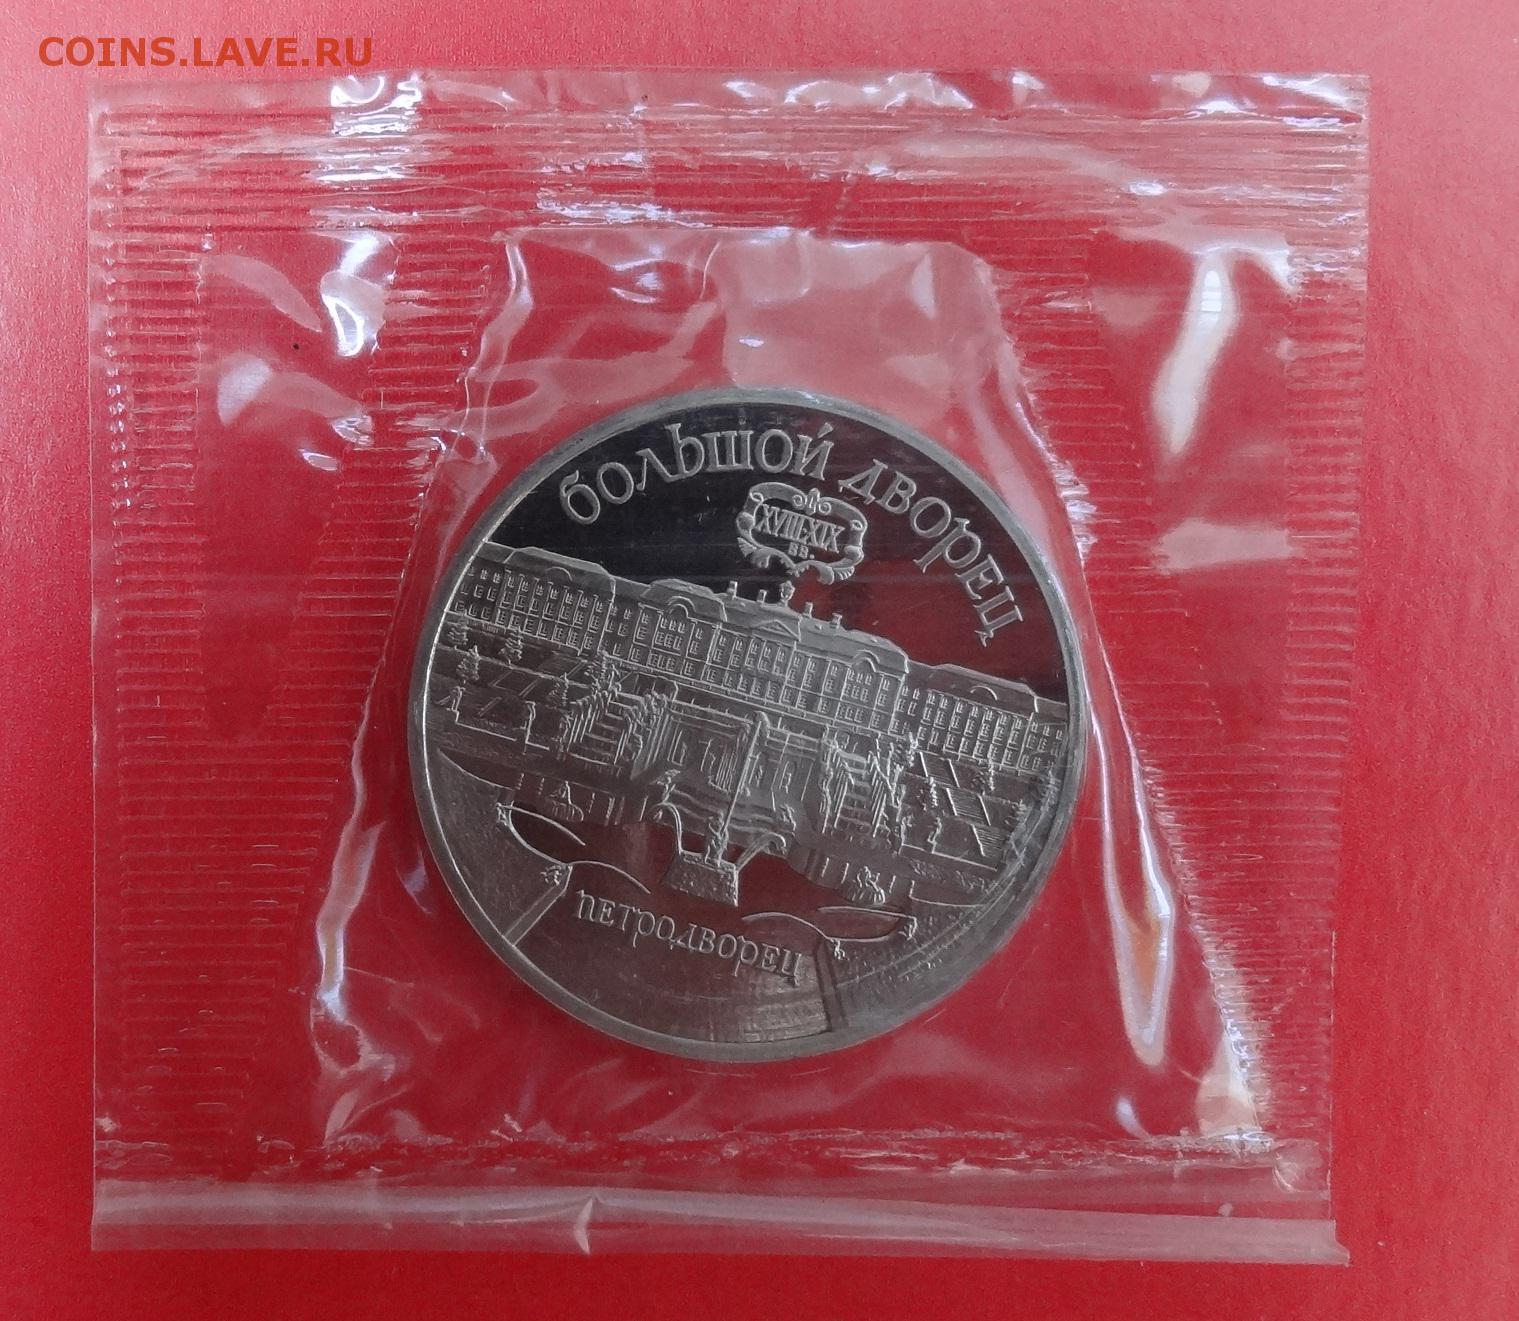 COINS.LAVE.RU
БОЛЬШОЙ ДВОРЕЦ
XVIII-XIX
ВВ.
ПЕТРОДВОРЕЦ